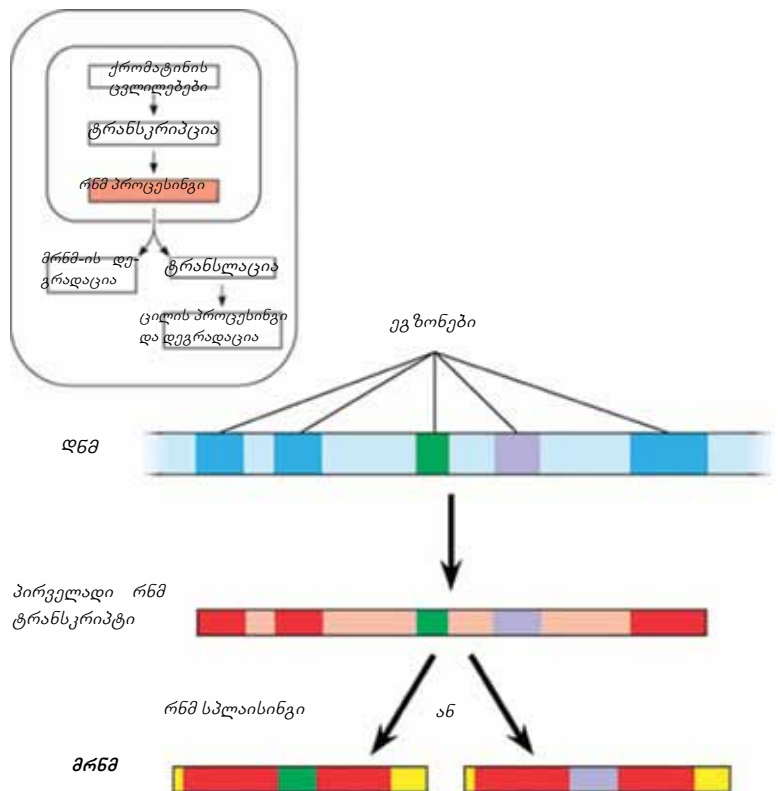 ქრომატინის
ცვლილებები
ტრანსკრიპცია
რნმ პროცესინგი
მრნმ-ის დე-
გრადაცია
ტრანსლაცია
ცილის პროცესინგი
და დეგრადაცია
ეგზონები
დნმ
პირველადი რნმ
ტრანსკრიპტი
რნმ სპლაისინგი
ან
მრნმ